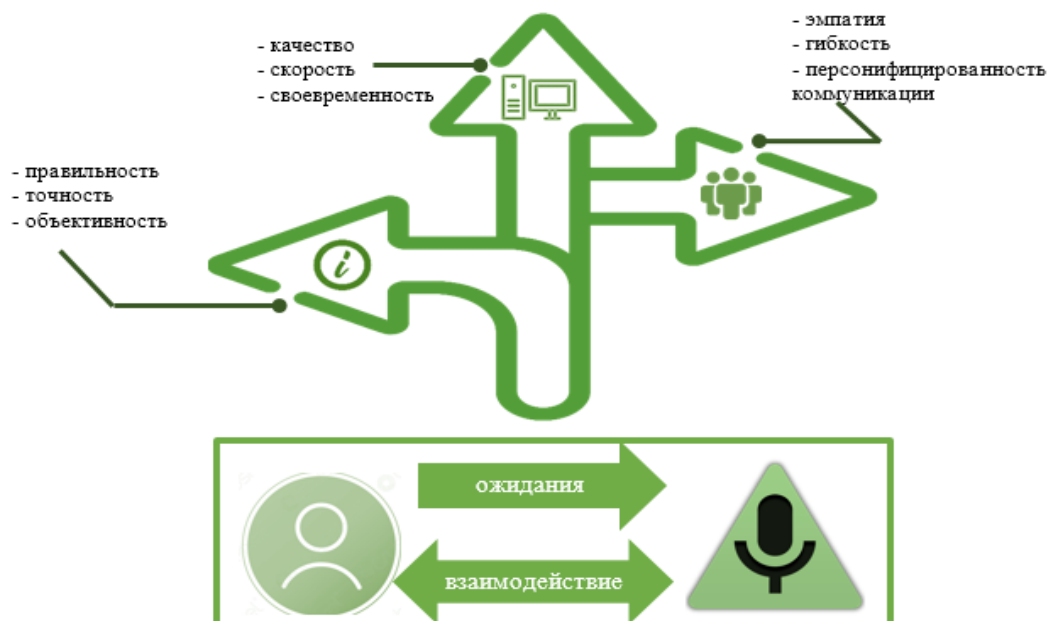 - качество
- скорость
- своевременность
- эмпатия
- гибкость
- персонифицированность
коммуникации
- правильность
- точность
- объективность
i
ожидания
взаимодействие